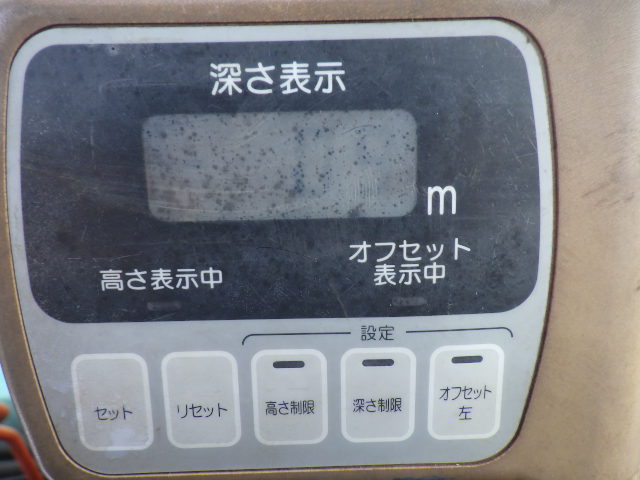 深さ表示
m
高さ表示中
オフセット
表示中
設定
セット
リセット
高さ制限
深さ制限
オフセット
左